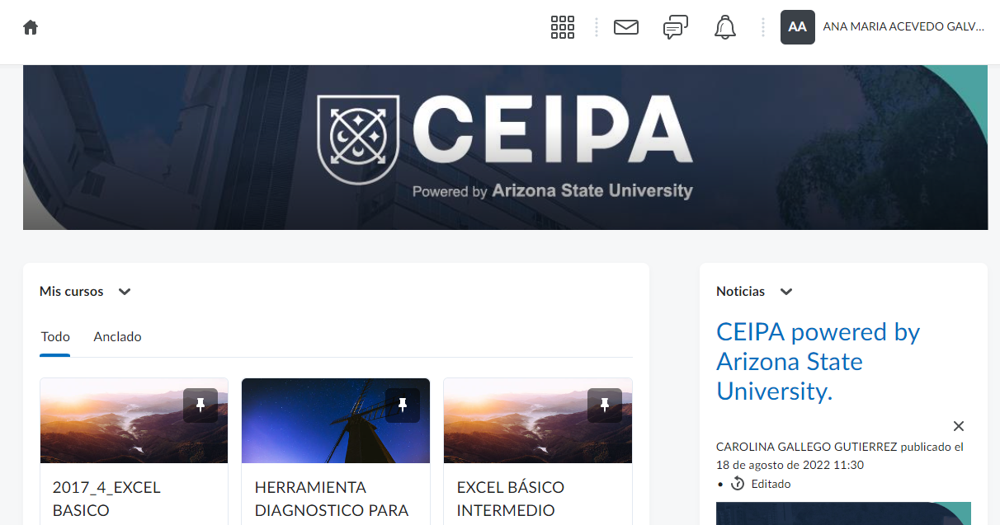 AA
ANA MARIA ACEVEDO GALV...
CEIPA
Powered by Arizona State University
Mis cursos
Todo
Anclado
2017_4_EXCEL
BASICO
HERRAMIENTA
DIAGNOSTICO PARA
EXCEL BÁSICO
INTERMEDIO
Noticias
CEIPA powered by
Arizona State
University.
CAROLINA GALLEGO GUTIERREZ publicado el
18 de agosto de 2022 11:30
• Editado